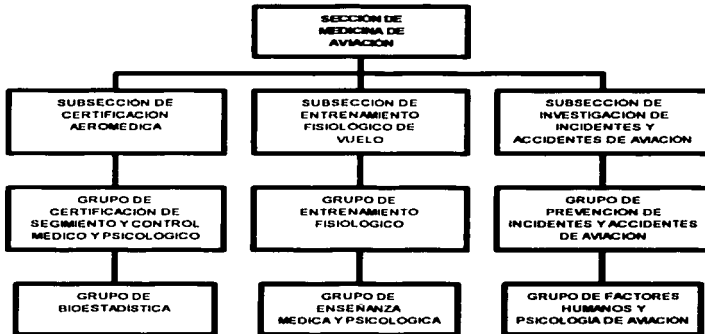 SECCIÓN DE
MEDICINA DE
AVIACIÓN
SUBSECCIÓN DE
CERTIFICACION
AEROMEDICA
SUBSECCIÓN DE
ENTRENAMIENTO
FISIOLÓGICO DE
VUELO
SUBSECCIÓN DE
INVESTIGACIÓN DE
INCIDENTES Y
ACCIDENTES DE AVIACIÓN
GRUPO DE
CERTIFICACIÓN DE
SEGIMIENTO Y CONTROL
MÉDICO Y PSICOLÓGICO
GRUPO DE
ENTRENAMIENTO
FISIOLÓGICO
GRUPO DE
PREVENCIÓN DE
INCIDENTES Y ACCIDENTES
DE AVIACIÓN
GRUPO DE
BIOESTADÍSTICA
GRUPO DE
ENSEÑANZA
MÉDICA Y PSICOLÓGICA
GRUPO DE FACTORES
HUMANOS Y
PSICOLOGÍA DE AVIACIÓN